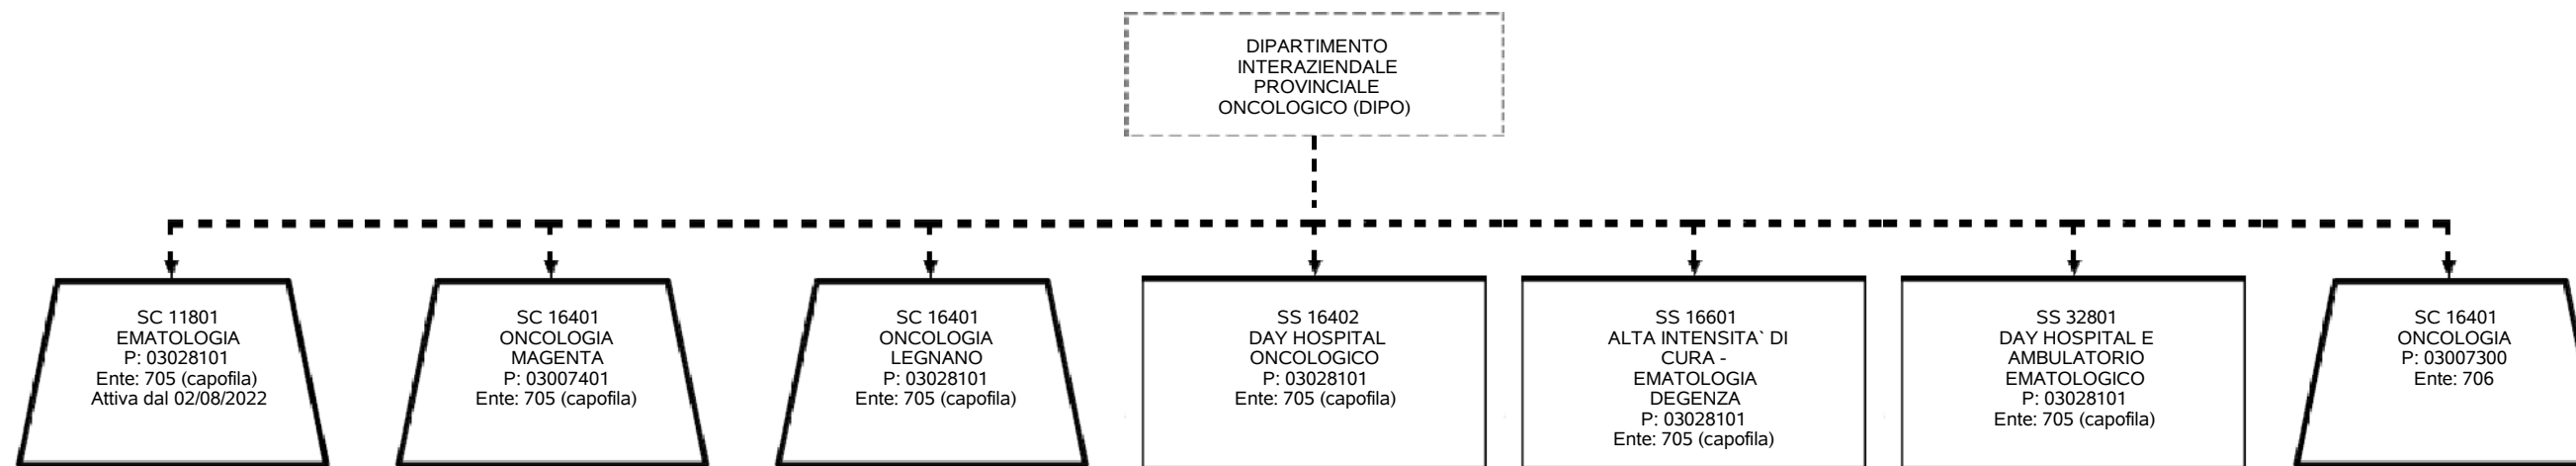 DIPARTIMENTO
INTERAZIENDALE
PROVINCIALE
ONCOLOGICO (DIPO)
SC 11801
EMATOLOGIA
P: 03028101
Ente: 705 (capofila)
Attiva dal 02/08/2022
SC 16401
ONCOLOGIA
MAGENTA
P: 03007401
Ente: 705 (capofila)
SC 16401
ONCOLOGIA
LEGNANO
P: 03028101
Ente: 705 (capofila)
SS 16402
DAY HOSPITAL
ONCOLOGICO
P: 03028101
Ente: 705 (capofila)
SS 16601
ALTA INTENSITA` DI
CURA -
EMATOLOGIA
DEGENZA
P: 03028101
Ente: 705 (capofila)
SS 32801
DAY HOSPITAL E
AMBULATORIO
EMATOLOGICO
P: 03028101
Ente: 705 (capofila)
SC 16401
ONCOLOGIA
P: 03007300
Ente: 706